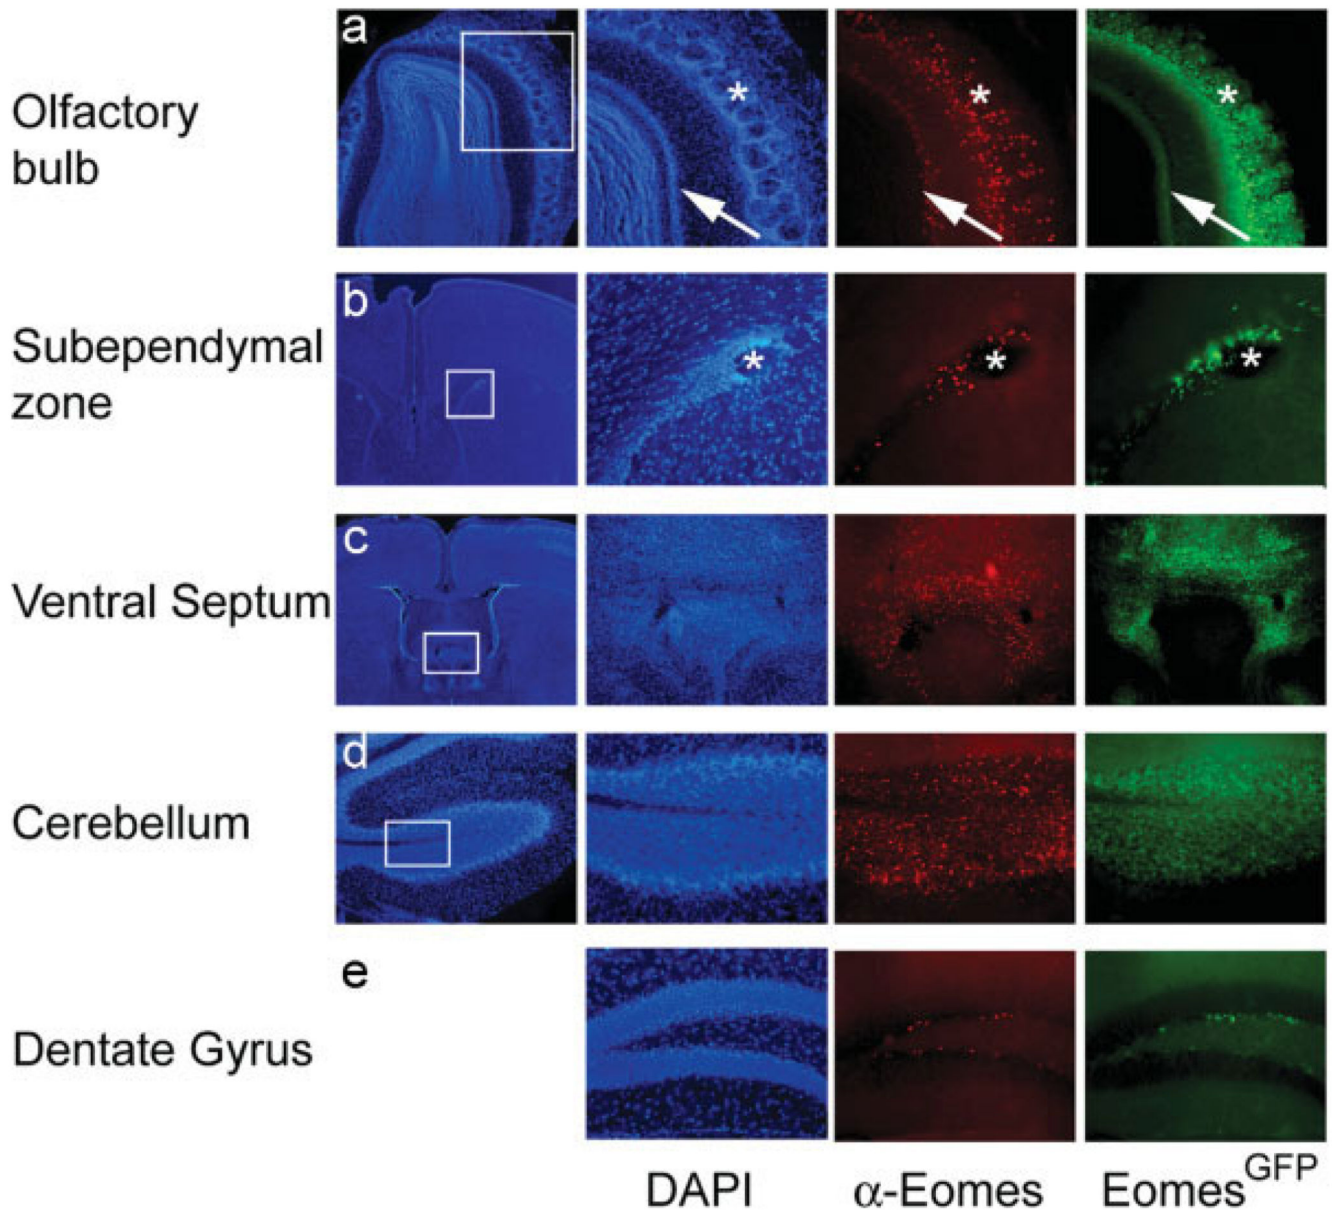 a
Olfactory
bulb
*
*
*
b
Subependymal
zone
*
*
*
c
Ventral Septum
d
Cerebellum
e
Dentate Gyrus
DAPI
α-Eomes
Eomes^GFP